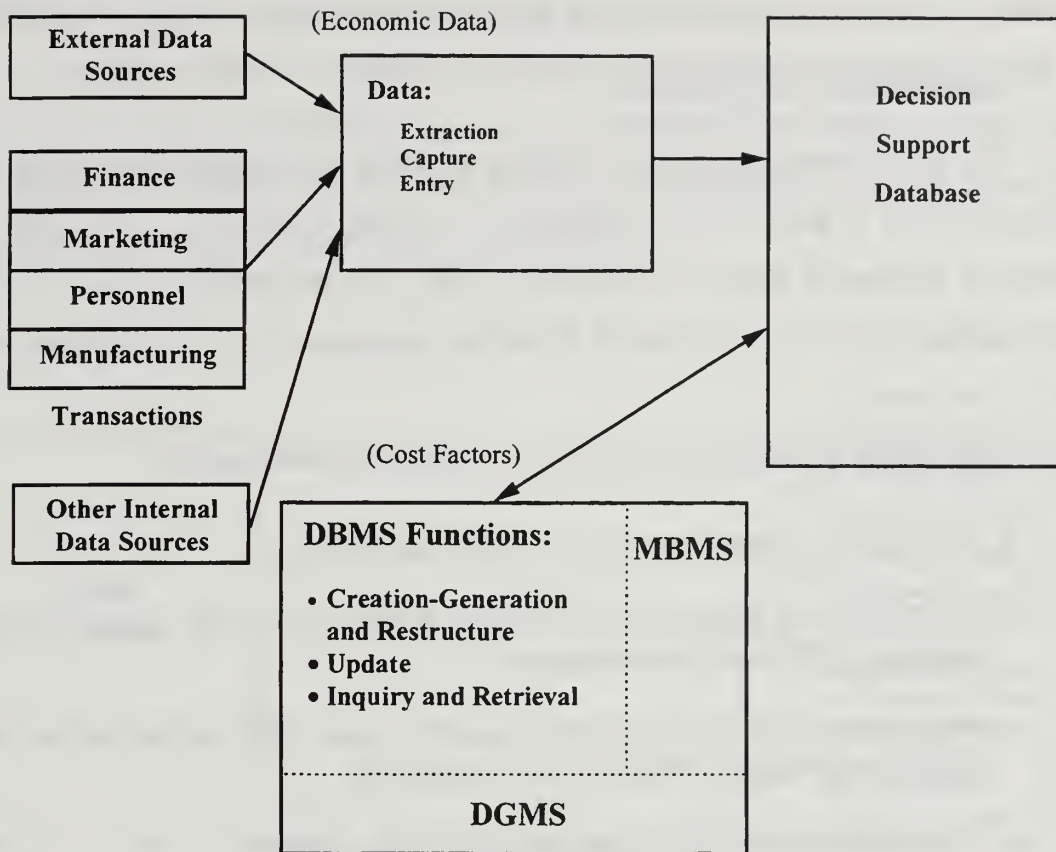 (Economic Data)
External Data
Sources
Data:
Extraction
Capture
Entry
Decision
Support
Database
Finance
Marketing
Personnel
Manufacturing
Transactions
(Cost Factors)
Other Internal
Data Sources
DBMS Functions:
MBMS
• Creation-Generation
and Restructure
• Update
• Inquiry and Retrieval
DGMS